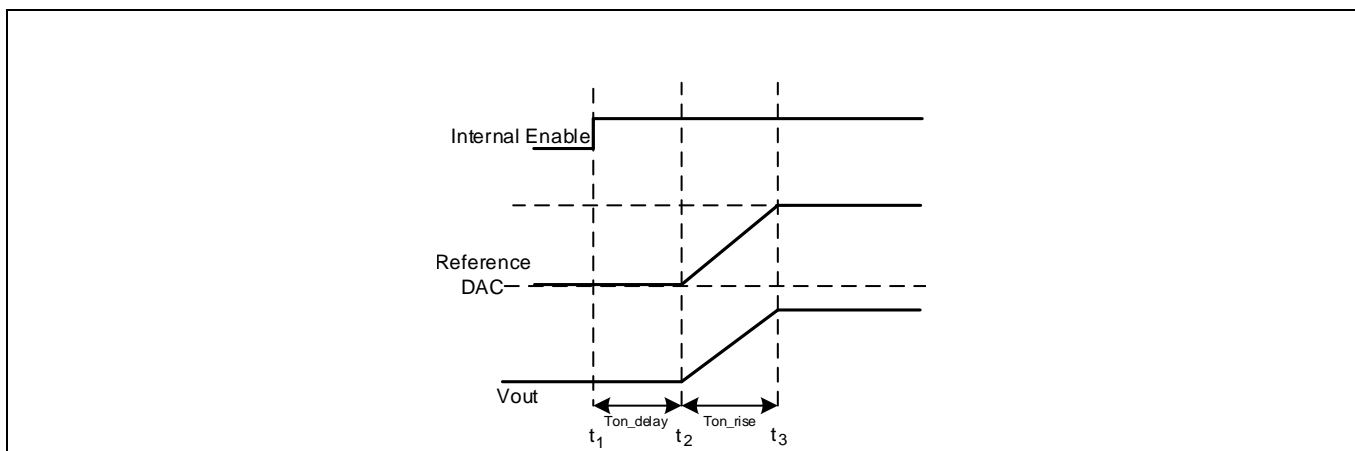 Internal Enable
Reference
DAC
Vout
Ton_delay
Ton_rise
t1
t2
t3